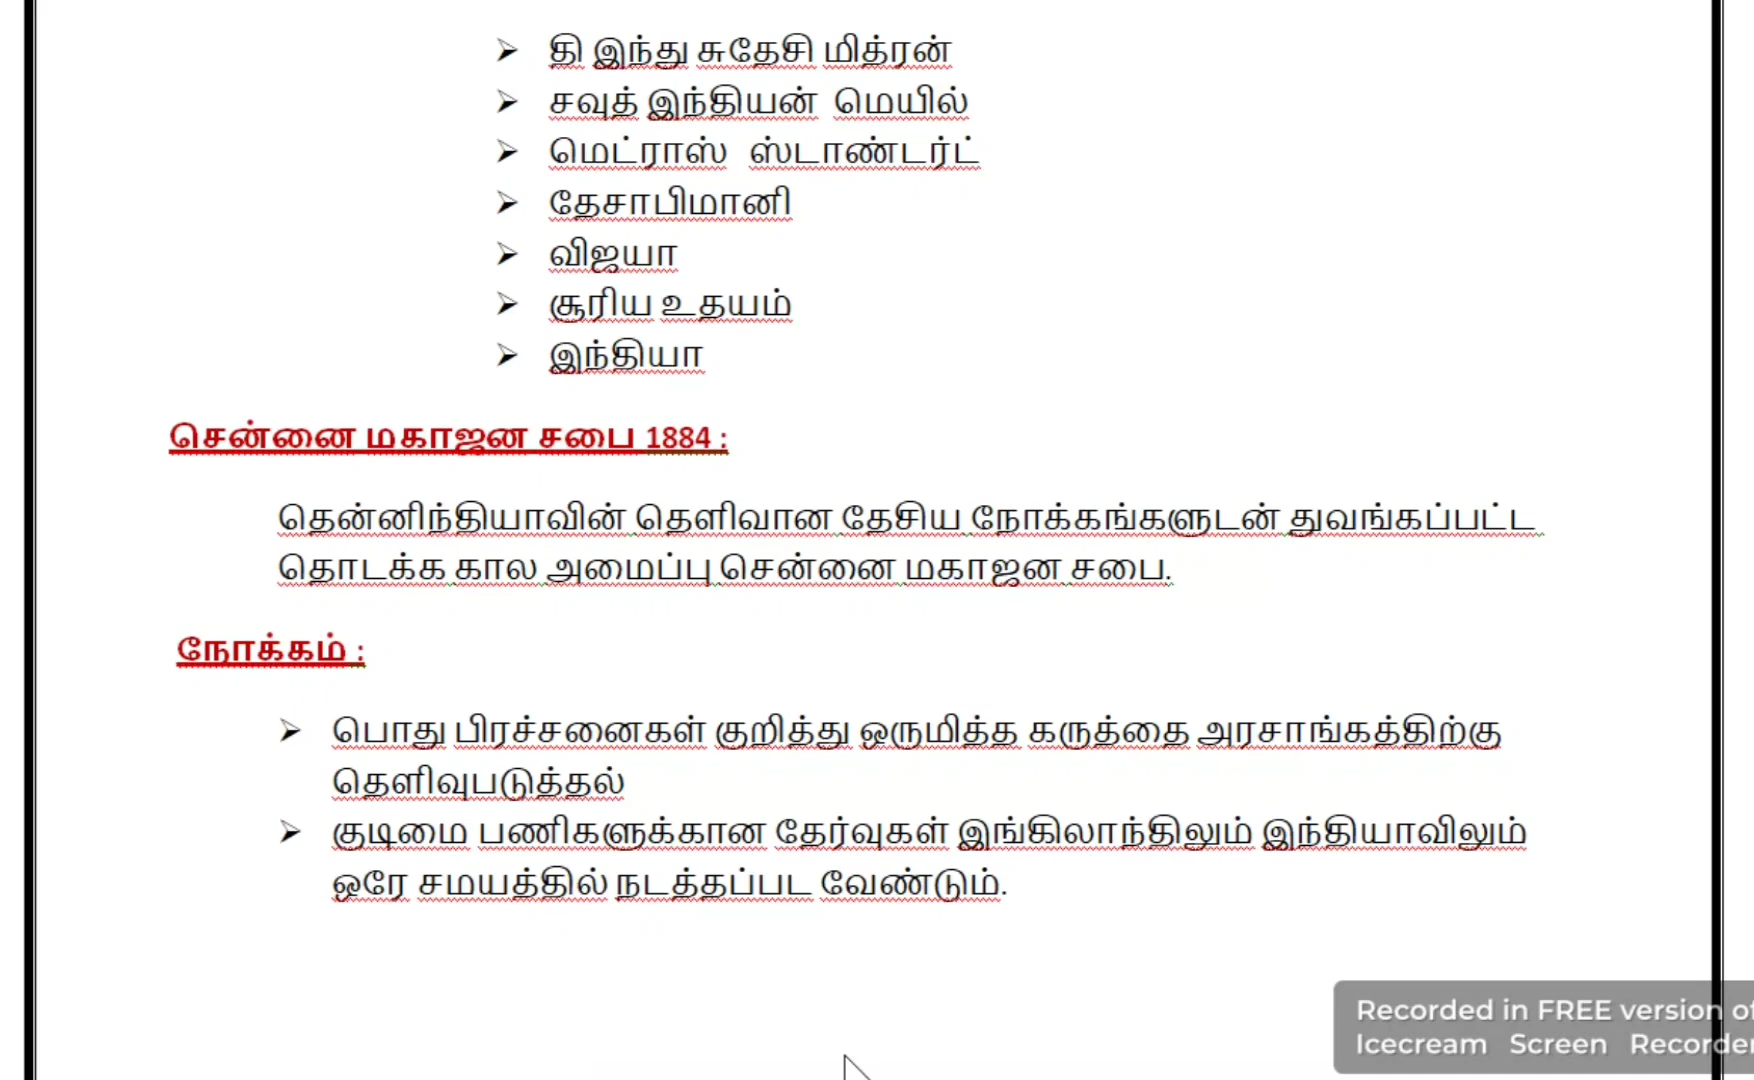 ➢ தி இந்து சுதேசி மித்ரன்
➢ சவுத் இந்தியன் மெயில்
➢ மெட்ராஸ் ஸ்டாண்டர்ட்
➢ தேசாபிமானி
➢ விஜயா
➢ சூரிய உதயம்
➢ இந்தியா
சென்னை மகாஜன சபை 1884 :
தென்னிந்தியாவின் தெளிவான தேசிய நோக்கங்களுடன் துவங்கப்பட்ட
தொடக்க கால அமைப்பு சென்னை மகாஜன சபை.
நோக்கம் :
➢ பொது பிரச்சனைகள் குறித்து ஒருமித்த கருத்தை அரசாங்கத்திற்கு
தெளிவுபடுத்தல்
➢ குடிமை பணிகளுக்கான தேர்வுகள் இங்கிலாந்திலும் இந்தியாவிலும்
ஒரே சமயத்தில் நடத்தப்பட வேண்டும்.
Recorded in FREE version of
Icecream Screen Recorder